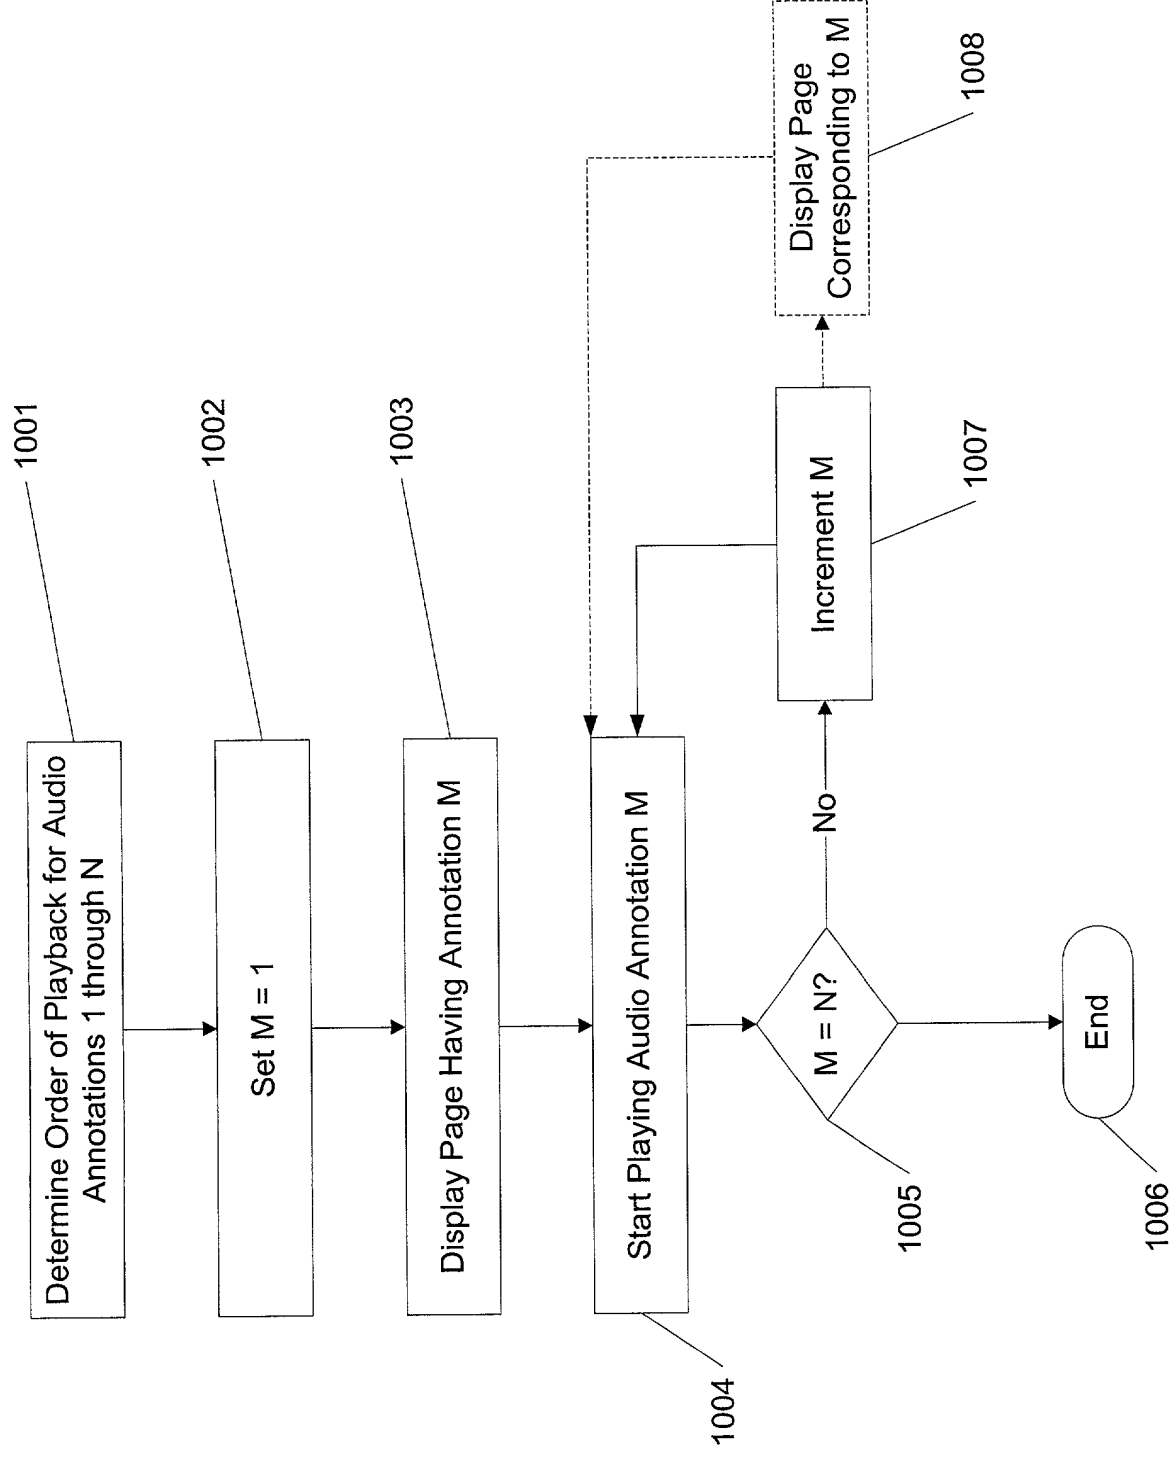 1001
Determine Order of Playback for Audio
Annotations 1 through N
1002
Set M = 1
1003
Display Page Having Annotation M
1004
Start Playing Audio Annotation M
1005
M = N?
No
Increment M
1007
Display Page
Corresponding to M
1008
End
1006